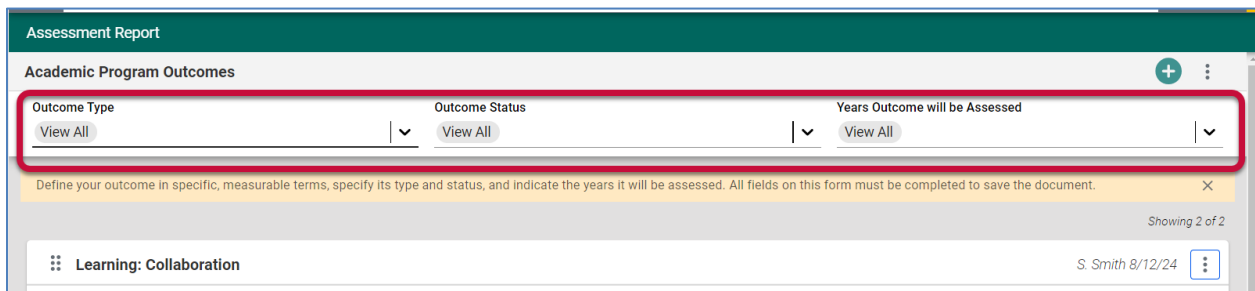 Assessment Report
Academic Program Outcomes
Outcome Type Outcome Status Years Outcome will be Assessed
View All View All View All
Define your outcome in specific, measurable terms, specify its type and status, and indicate the years it will be assessed. All fields on this form must be completed to save the document.
Showing 2 of 2
Learning: Collaboration S. Smith 8/12/24